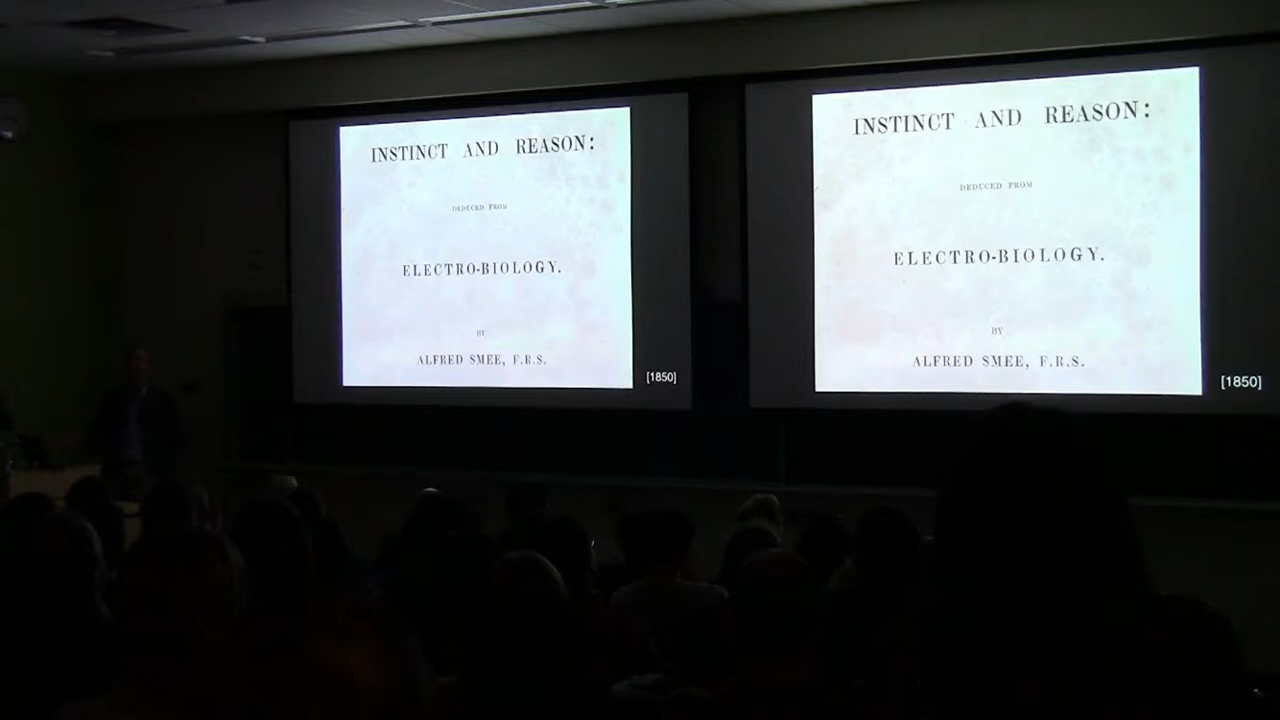 INSTINCT AND REASON:
DEDUCED FROM
ELECTRO-BIOLOGY.
BY
ALFRED SMEE, F.R.S.
[1850]
INSTINCT AND REASON:
DEDUCED FROM
ELECTRO-BIOLOGY.
BY
ALFRED SMEE, F.R.S.
[1850]